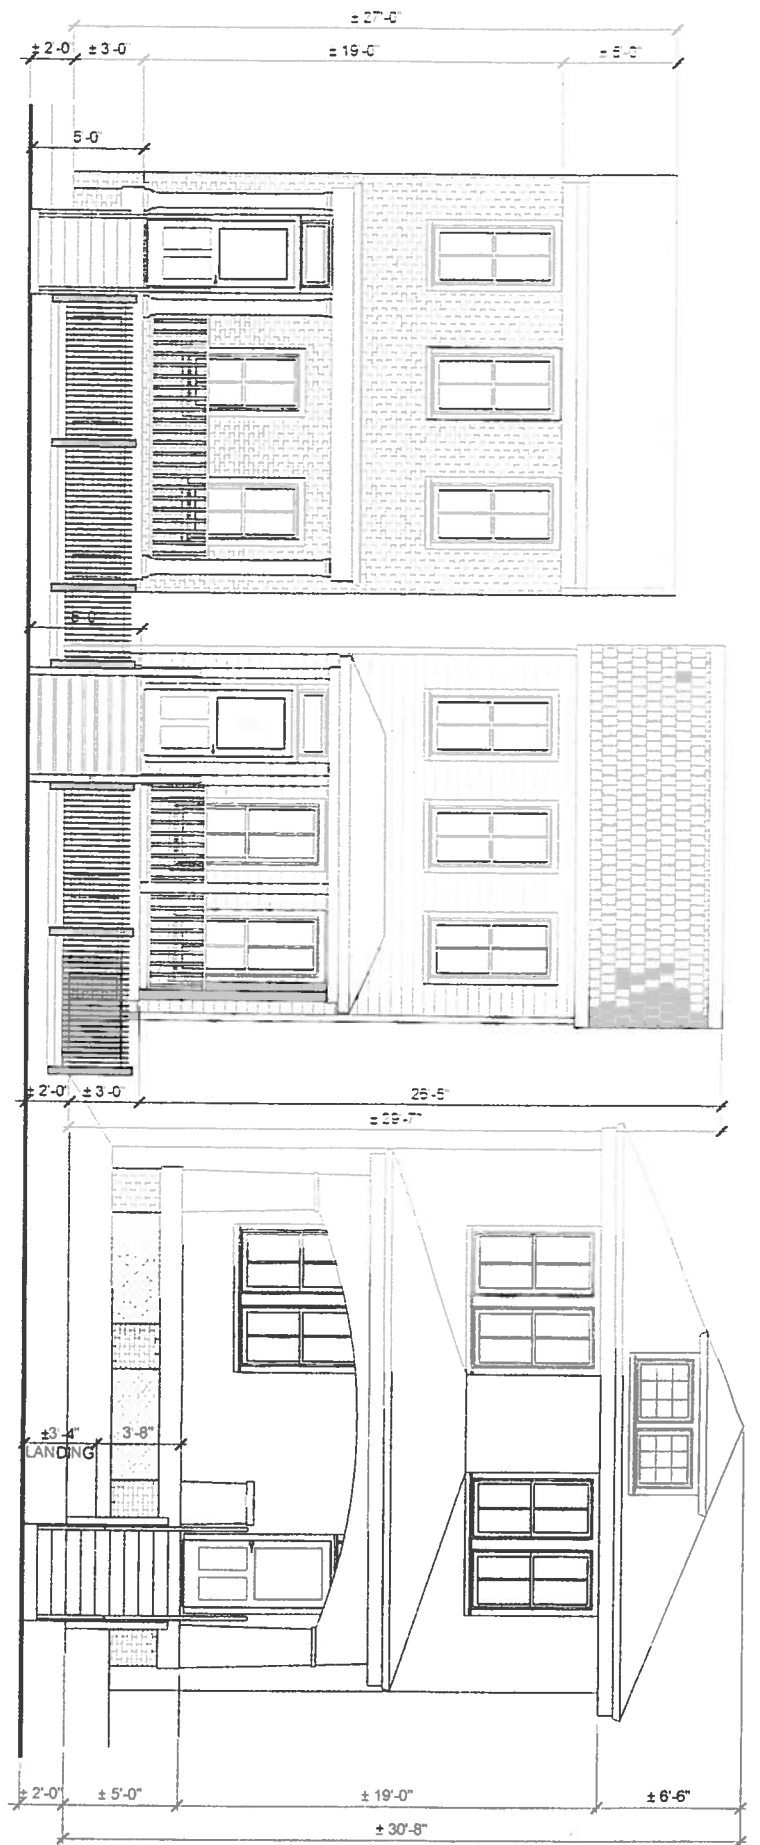 ± 27'-0"
± 2'-0" ± 3'-0" ± 19'-0" ± 5'-0"
5'-0"
5'-0"
± 2'-0" ± 3'-0" 26'-5"
± 29'-7"
±3'-4" 3'-8"
LANDING
± 2'-0" ± 5'-0" ± 19'-0" ± 6'-6"
± 30'-8"